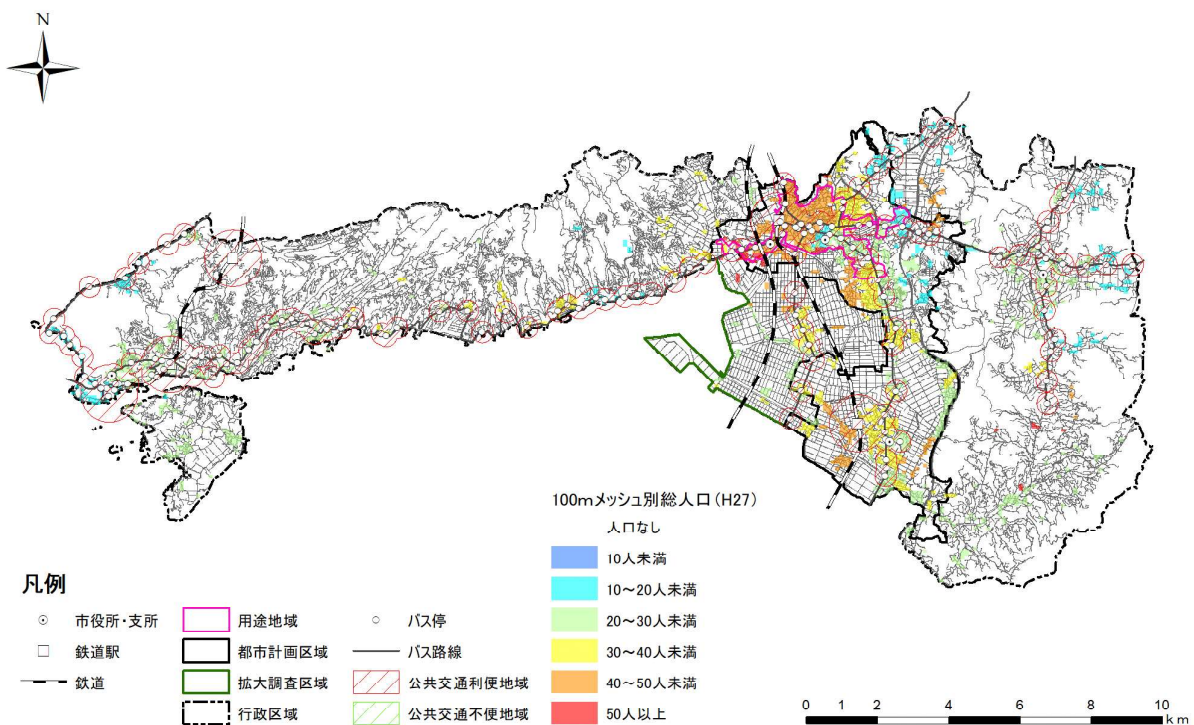 N
100mメッシュ別総人口(H27)
人口なし
10人未満
10~20人未満
20~30人未満
30~40人未満
40~50人未満
50人以上
凡例
市役所・支所
鉄道駅
鉄道
用途地域
都市計画区域
拡大調査区域
行政区域
バス停
バス路線
公共交通利便地域
公共交通不便地域
0 1 2 4 6 8 10
km